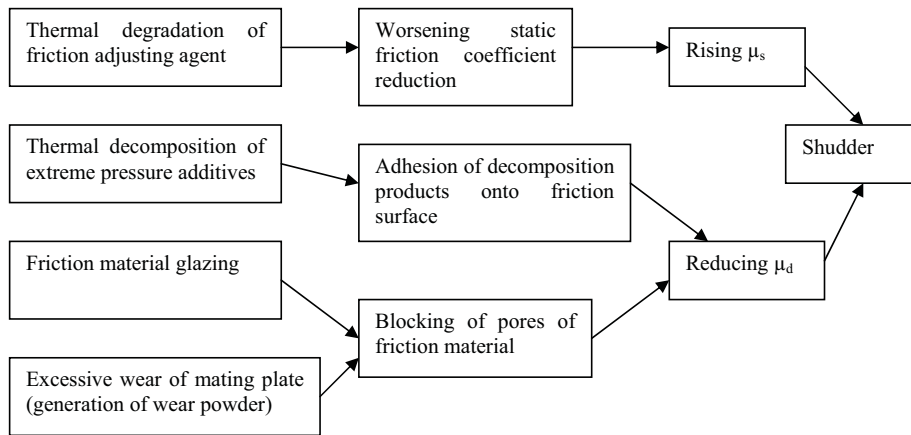 Thermal degradation of
friction adjusting agent
Worsening static
friction coefficient
reduction
Rising μs
Thermal decomposition of
extreme pressure additives
Adhesion of decomposition
products onto friction
surface
Shudder
Friction material glazing
Reducing μd
Blocking of pores of
friction material
Excessive wear of mating plate
(generation of wear powder)